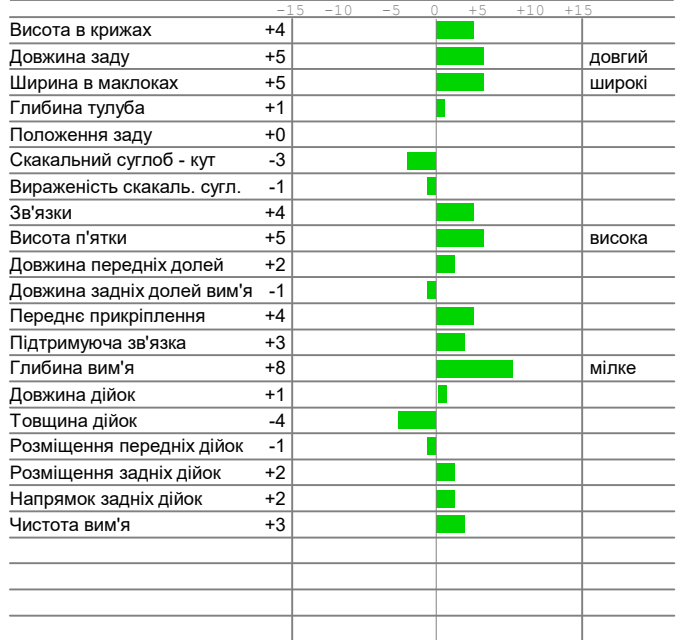 -15 -10 -5 0 +5 +10 +15
Висота в крижах +4
Довжина заду +5 довгий
Ширина в маклоках +5 широкі
Глибина тулуба +1
Положення заду +0
Скакальний суглоб - кут -3
Вираженість скакаль. сугл. -1
Зв'язки +4
Висота п'ятки +5 висока
Довжина передніх долей +2
Довжина задніх долей вим'я -1
Переднє прикріплення +4
Підтримуюча зв'язка +3
Глибина вим'я +8 мілке
Довжина дійок +1
Товщина дійок -4
Розміщення передніх дійок -1
Розміщення задніх дійок +2
Напрямок задніх дійок +2
Чистота вим'я +3